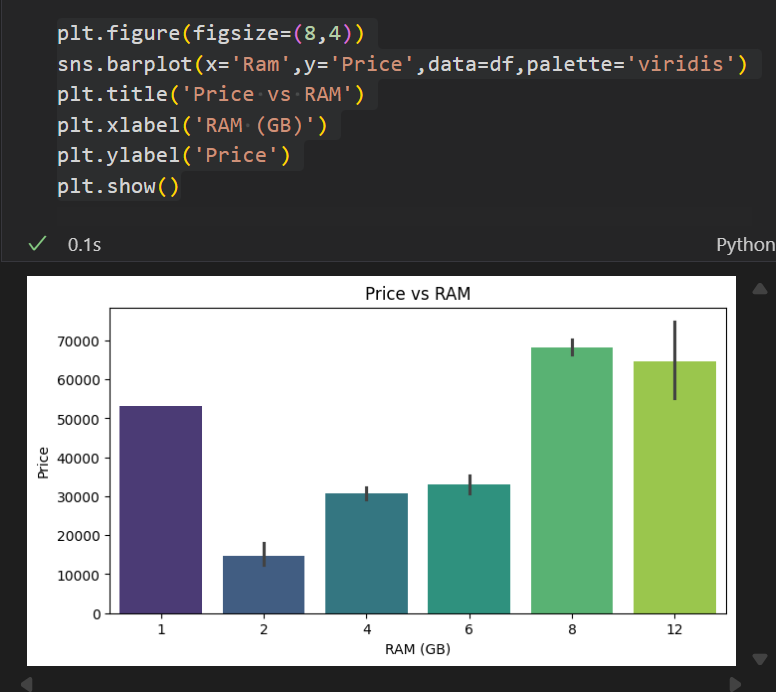 plt.figure(figsize=(8,4))
sns.barplot(x='Ram',y='Price',data=df,palette='viridis')
plt.title('Price vs RAM')
plt.xlabel('RAM (GB)')
plt.ylabel('Price')
plt.show()
0.1s
Python
Price vs RAM
70000
60000
50000
40000
30000
20000
10000
0
Price
1 2 4 6 8 12
RAM (GB)